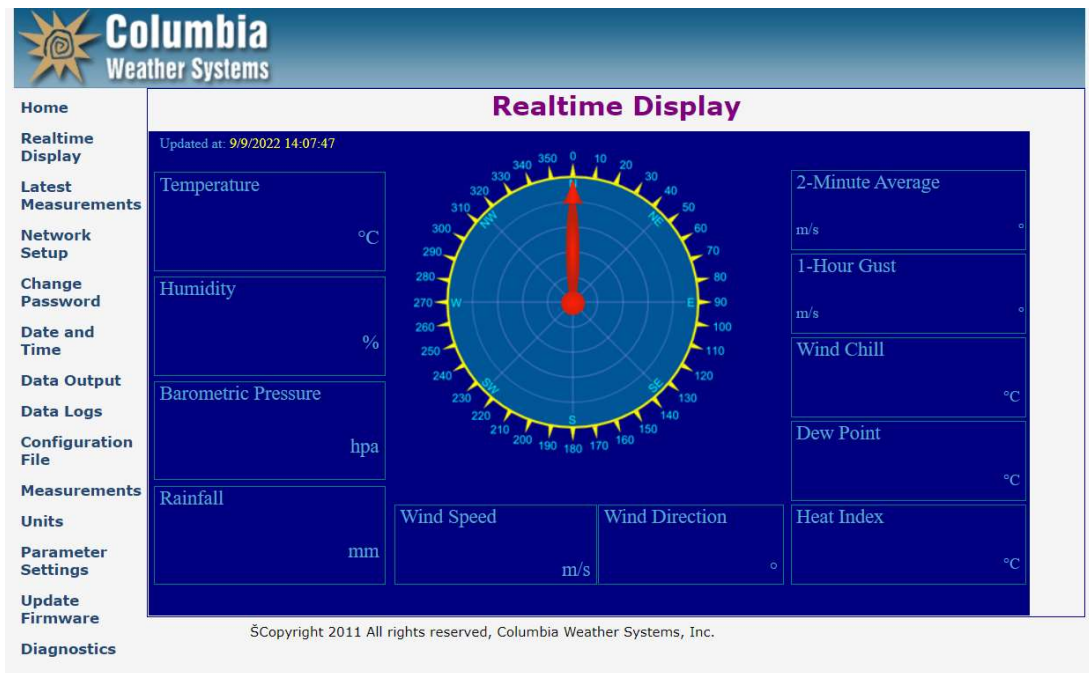 Columbia
Weather Systems
Home
Realtime
Display
Latest
Measurements
Network
Setup
Change
Password
Date and
Time
Data Output
Data Logs
Configuration
File
Measurements
Units
Parameter
Settings
Update
Firmware
Diagnostics
Realtime Display
Updated at: 9/9/2022 14:07:47
Temperature
°C
Humidity
%
Barometric Pressure
hpa
Rainfall
mm
0
10
20
30
40
50
60
70
80
90
100
110
120
130
140
150
160
170
180
190
200
210
220
230
240
250
260
270
280
290
300
310
320
330
340
350
N
NE
E
SE
S
SW
W
NW
Wind Speed
m/s
Wind Direction
°
2-Minute Average
m/s °
1-Hour Gust
m/s °
Wind Chill
°C
Dew Point
°C
Heat Index
°C
ŠCopyright 2011 All rights reserved, Columbia Weather Systems, Inc.